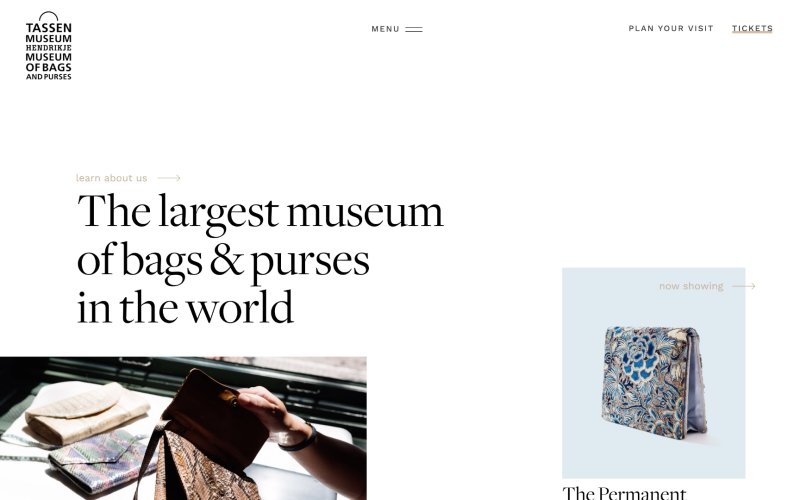 TASSEN
MUSEUM
HENDRIKJE
MUSEUM
OF BAGS
AND PURSES
MENU
PLAN YOUR VISIT
TICKETS
learn about us
The largest museum
of bags & purses
in the world
now showing
The Permanent